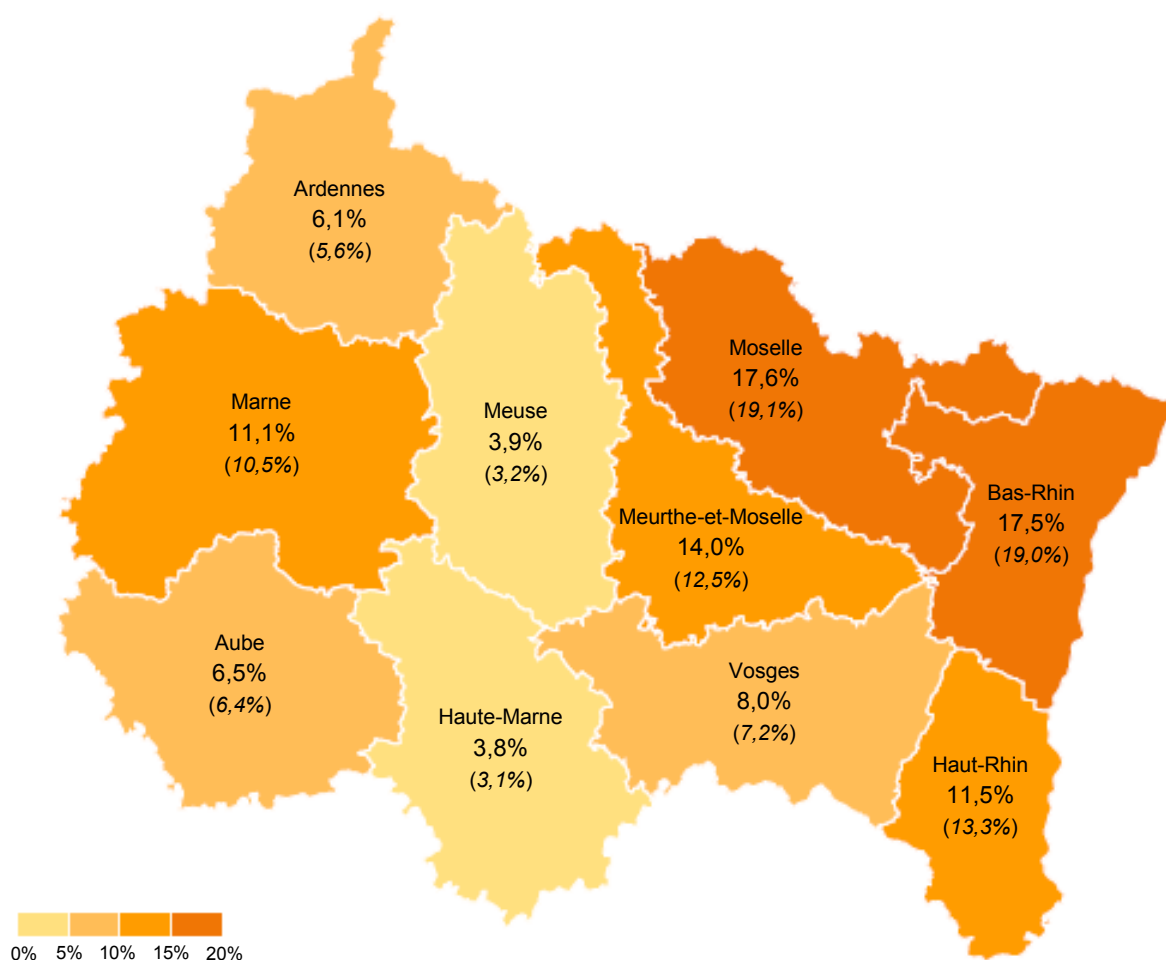 Ardennes
6,1%
(5,6%)
Moselle
17,6%
(19,1%)
Marne
11,1%
(10,5%)
Meuse
3,9%
(3,2%)
Bas-Rhin
17,5%
(19,0%)
Meurthe-et-Moselle
14,0%
(12,5%)
Aube
6,5%
(6,4%)
Vosges
8,0%
(7,2%)
Haute-Marne
3,8%
(3,1%)
Haut-Rhin
11,5%
(13,3%)
0% 5% 10% 15% 20%